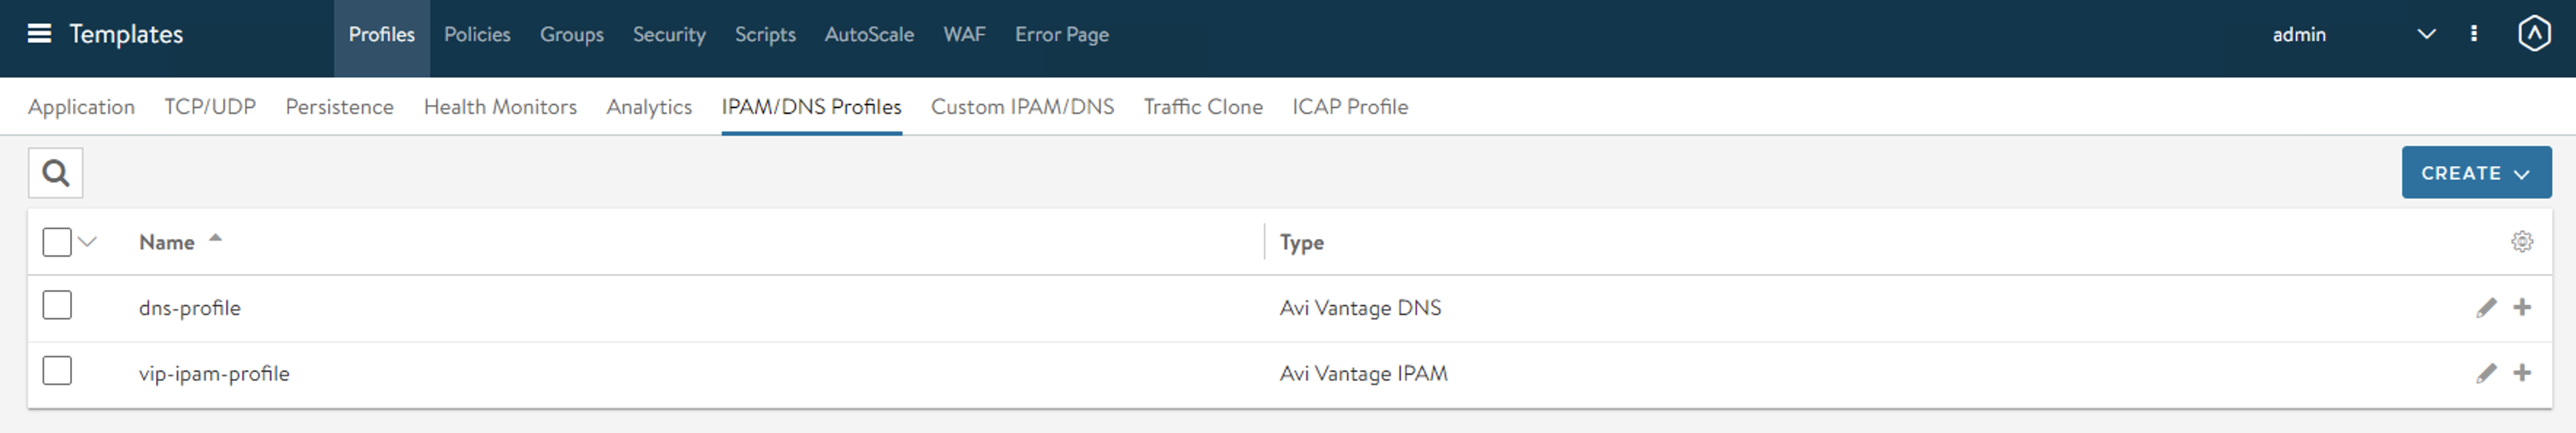 Templates Profiles Policies Groups Security Scripts AutoScale WAF Error Page admin
Application TCP/UDP Persistence Health Monitors Analytics IPAM/DNS Profiles Custom IPAM/DNS Traffic Clone ICAP Profile
CREATE
Name Type
dns-profile Avi Vantage DNS
vip-ipam-profile Avi Vantage IPAM